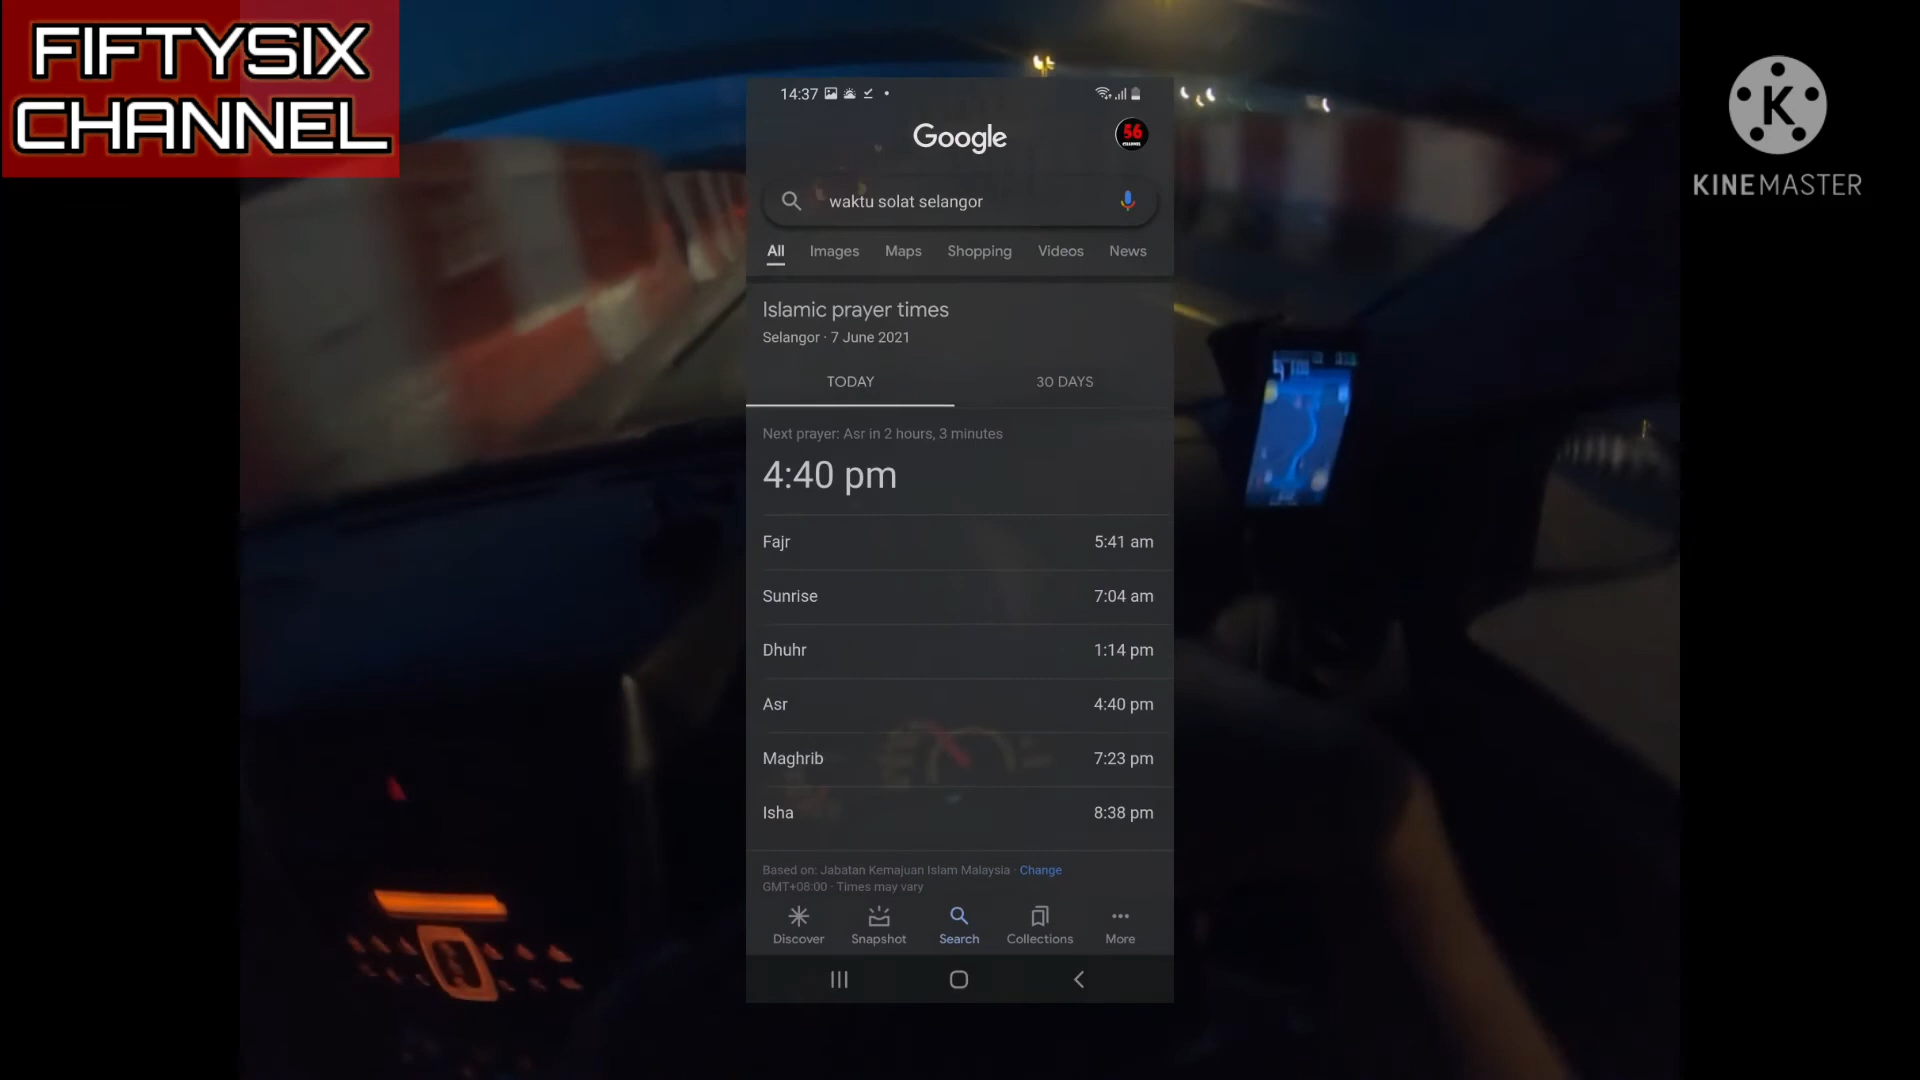 FIFTYSIX
CHANNEL
K
KINEMASTER
14:37
Google
56
CHANNEL
waktu solat selangor
All Images Maps Shopping Videos News
Islamic prayer times
Selangor · 7 June 2021
TODAY 30 DAYS
Next prayer: Asr in 2 hours, 3 minutes
4:40 pm
Fajr 5:41 am
Sunrise 7:04 am
Dhuhr 1:14 pm
Asr 4:40 pm
Maghrib 7:23 pm
Isha 8:38 pm
Based on: Jabatan Kemajuan Islam Malaysia · Change
GMT+08:00 · Times may vary
Discover Snapshot Search Collections More